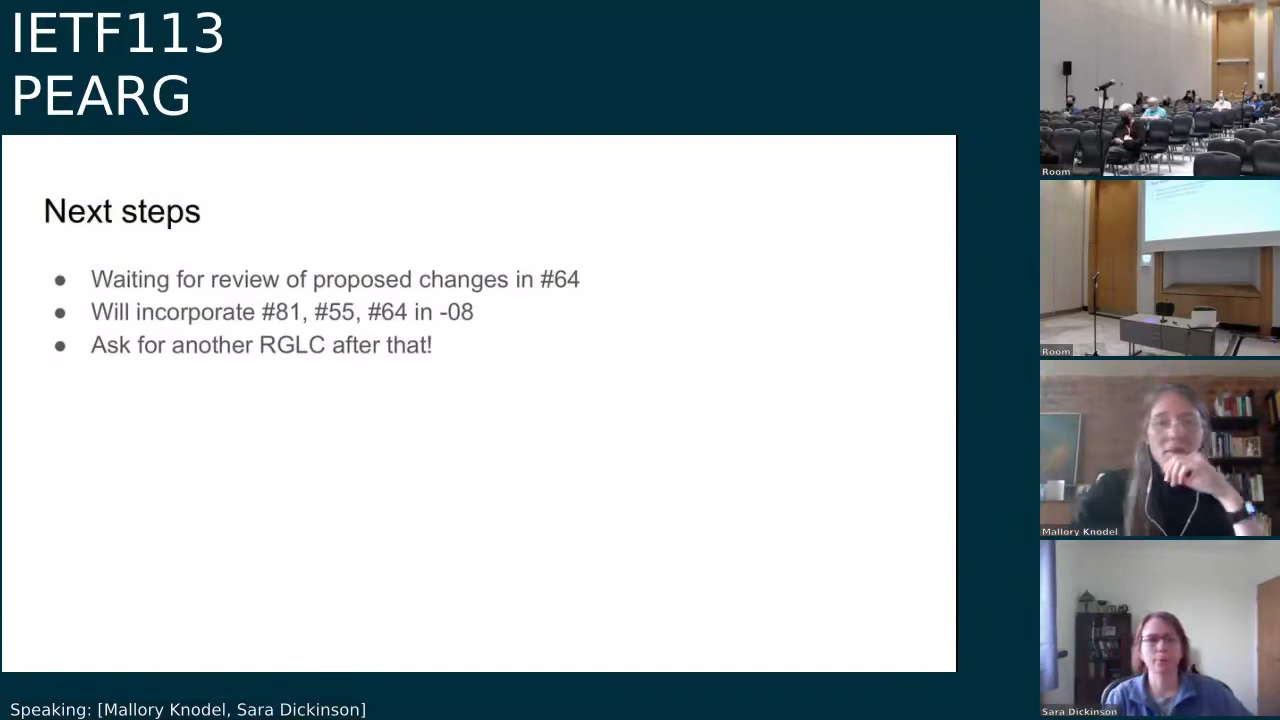 IETF113
PEARG
Next steps
● Waiting for review of proposed changes in #64
● Will incorporate #81, #55, #64 in -08
● Ask for another RGLC after that!
Room
Room
Mallory Knodel
Sara Dickinson
Speaking: [Mallory Knodel, Sara Dickinson]